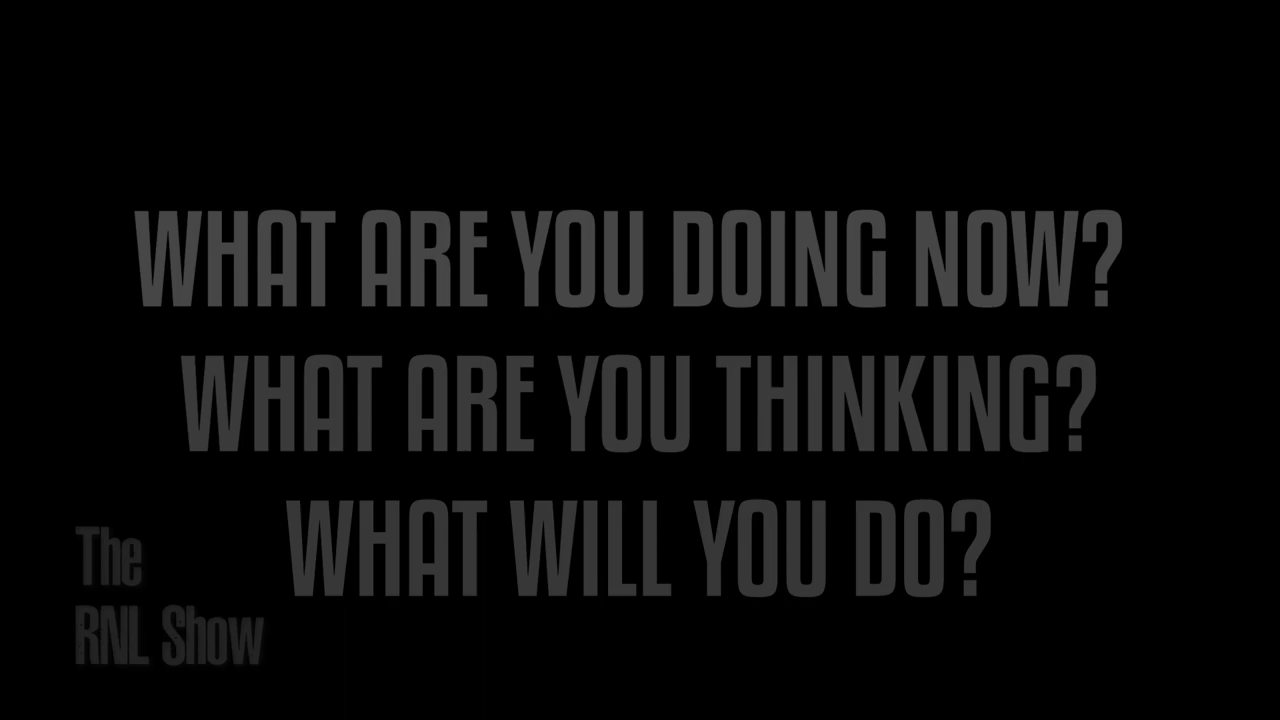 WHAT ARE YOU DOING NOW?
WHAT ARE YOU THINKING?
WHAT WILL YOU DO?
The
RNL Show